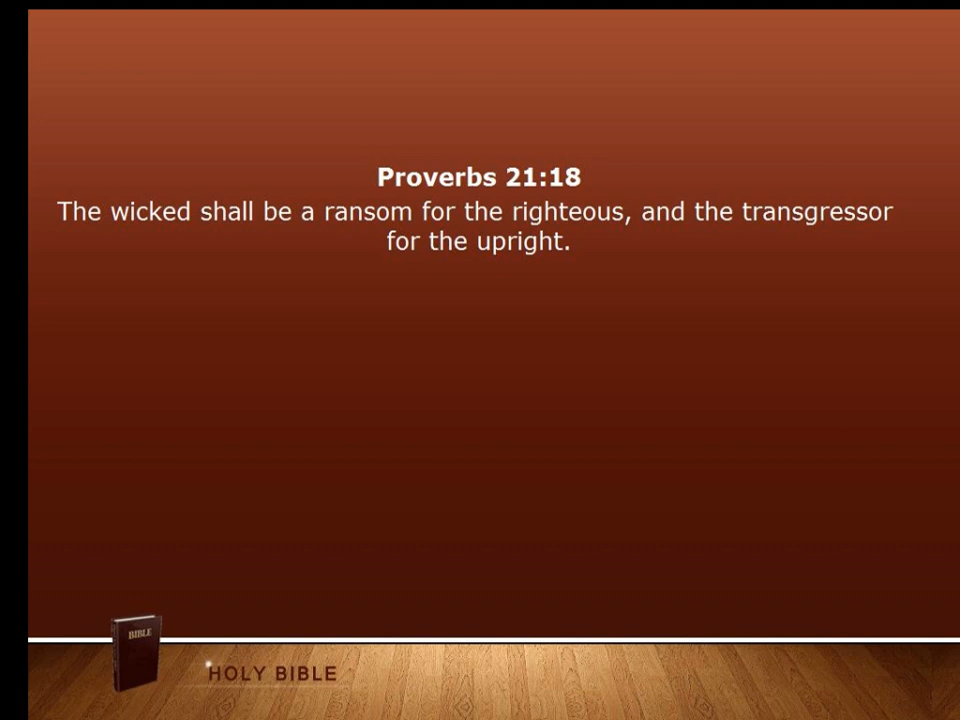 Proverbs 21:18
The wicked shall be a ransom for the righteous, and the transgressor
for the upright.
BIBLE
HOLY BIBLE